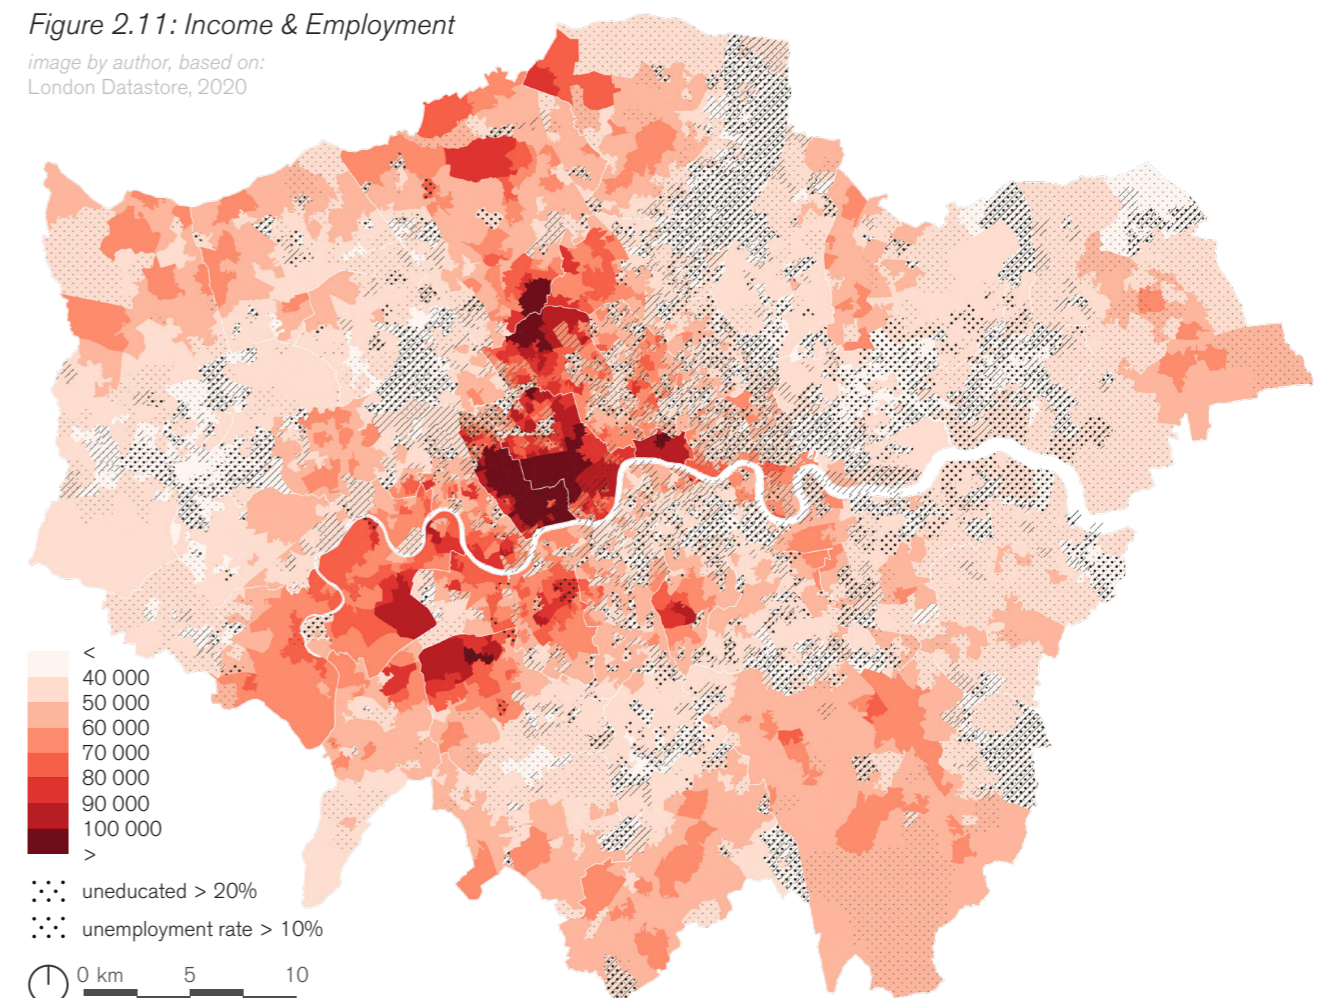 Figure 2.11: Income & Employment
image by author, based on:
London Datastore, 2020
<
40 000
50 000
60 000
70 000
80 000
90 000
100 000
>
uneducated > 20%
unemployment rate > 10%
0 km 5 10